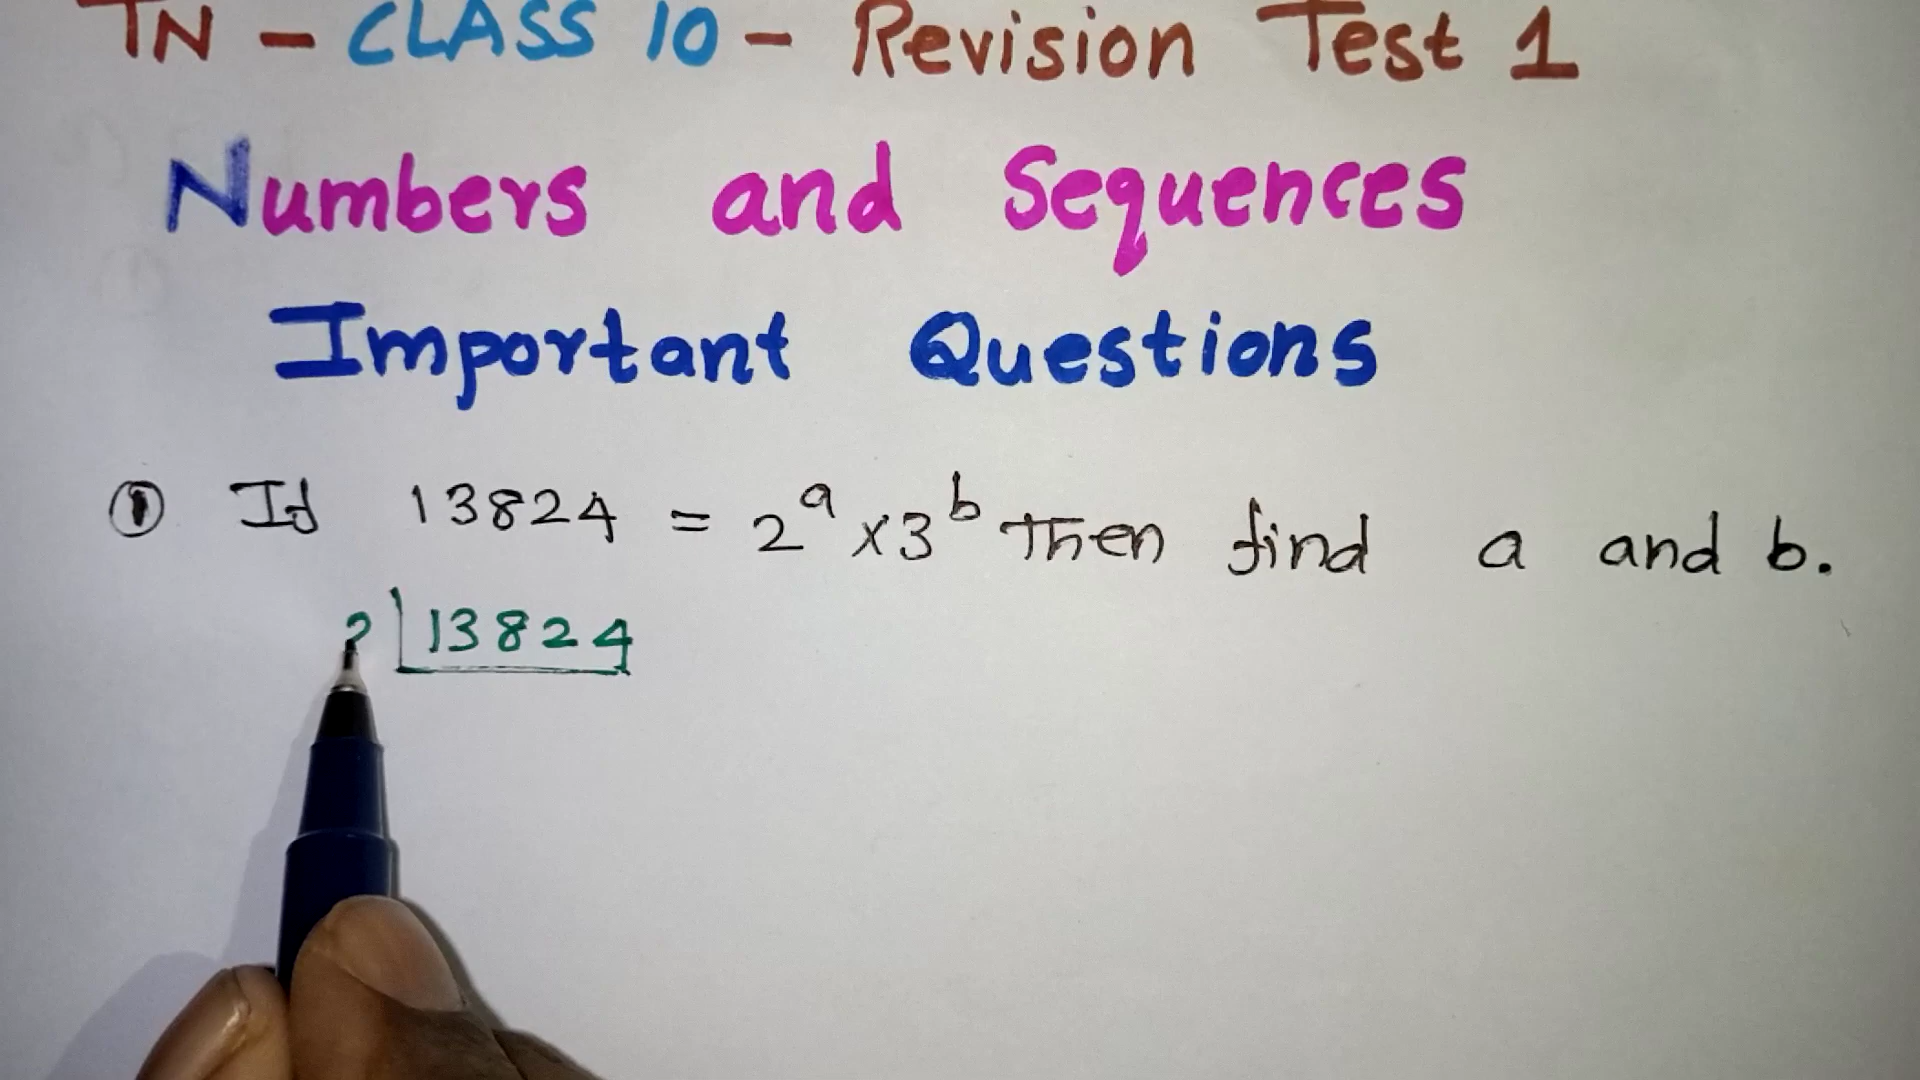 TN - CLASS 10 - Revision Test 1
Numbers and Sequences
Important Questions
① If 13824 = 2^a × 3^b Then find a and b.
2 | 13824